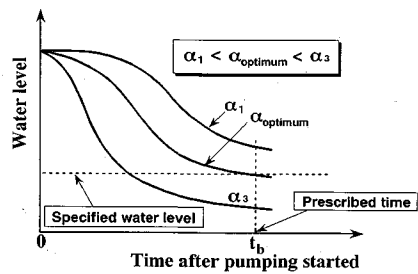 α1 < αoptimum < α3
Water level
α1
αoptimum
α3
Specified water level
Prescribed time
0
tb
Time after pumping started